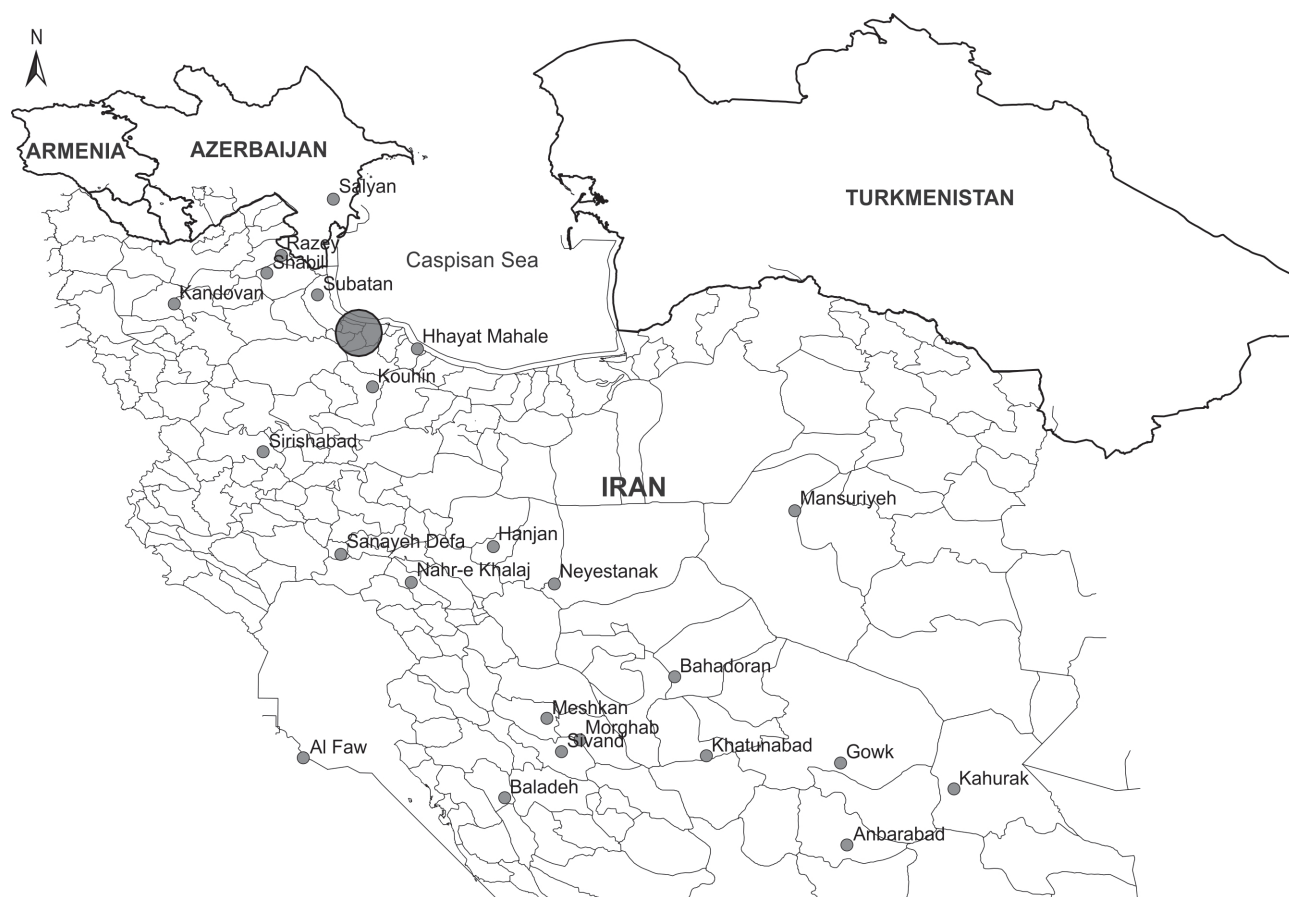 N
ARMENIA
AZERBAIJAN
Salyan
TURKMENISTAN
Razey
Shabil
Caspisan Sea
Subatan
Kandovan
Hhayat Mahale
Kouhin
Sirishabad
IRAN
Mansuriyeh
Sanayeh Defa
Hanjan
Nahr-e Khalaj
Neyestanak
Bahadoran
Meshkan
Morghab
Sivand
Al Faw
Khatunabad
Gowk
Kahurak
Baladeh
Anbarabad